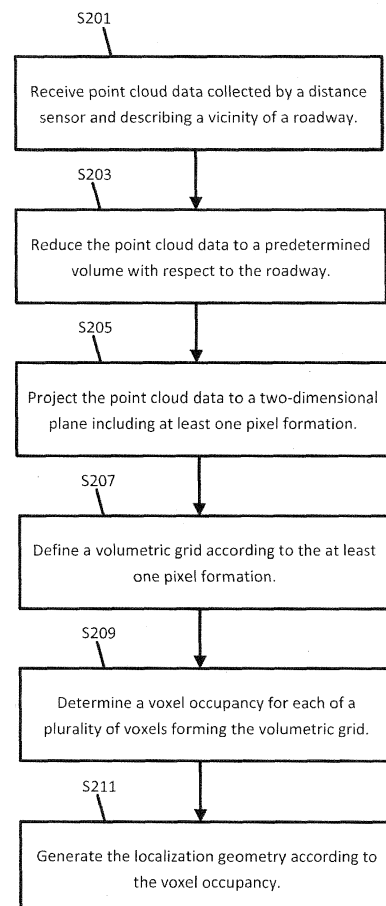 S201
Receive point cloud data collected by a distance
sensor and describing a vicinity of a roadway.
S203
Reduce the point cloud data to a predetermined
volume with respect to the roadway.
S205
Project the point cloud data to a two-dimensional
plane including at least one pixel formation.
S207
Define a volumetric grid according to the at least
one pixel formation.
S209
Determine a voxel occupancy for each of a
plurality of voxels forming the volumetric grid.
S211
Generate the localization geometry according to
the voxel occupancy.